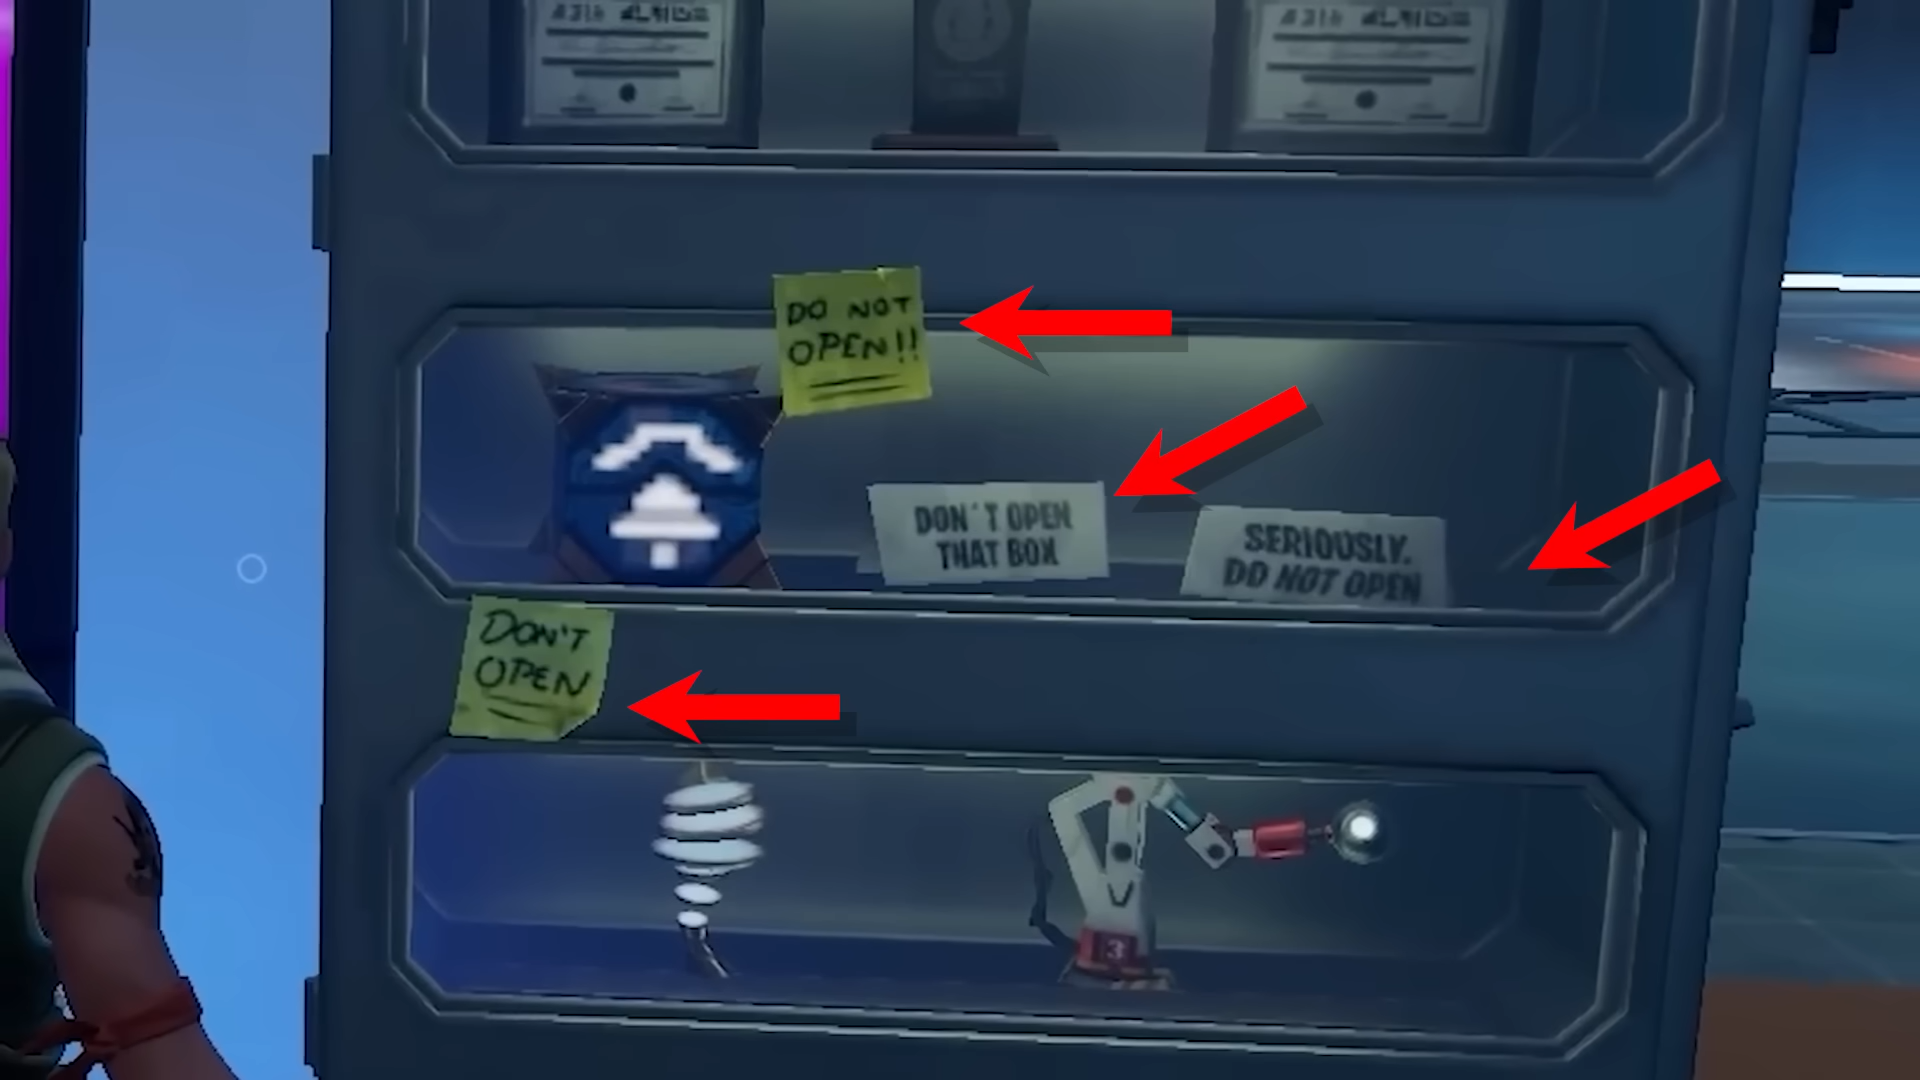 DO NOT
OPEN!!
DON'T OPEN
THAT BOX
SERIOUSLY.
DO NOT OPEN
DON'T
OPEN
3